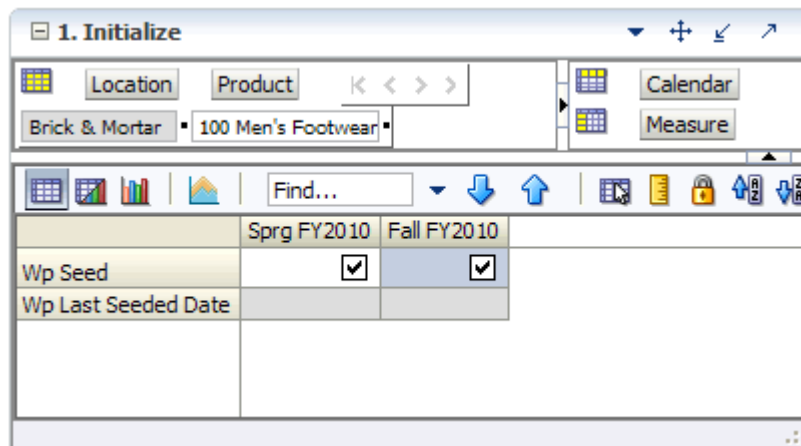 1. Initialize
Location Product Calendar
Brick & Mortar 100 Men's Footwear Measure
Find...
Sprg FY2010 Fall FY2010
Wp Seed
Wp Last Seeded Date